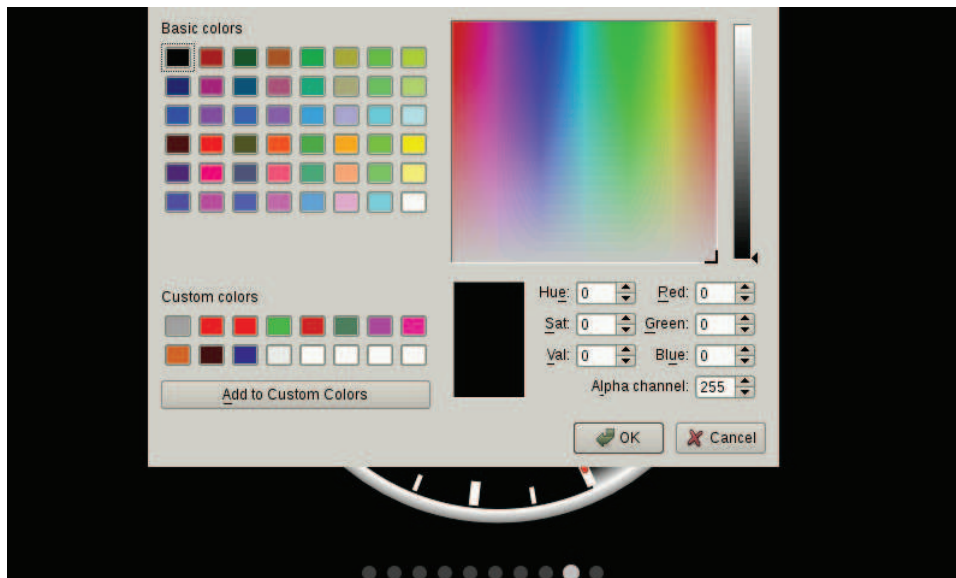 Basic colors
Custom colors
Add to Custom Colors
Hue: 0 Red: 0
Sat: 0 Green: 0
Val: 0 Blue: 0
Alpha channel: 255
OK Cancel